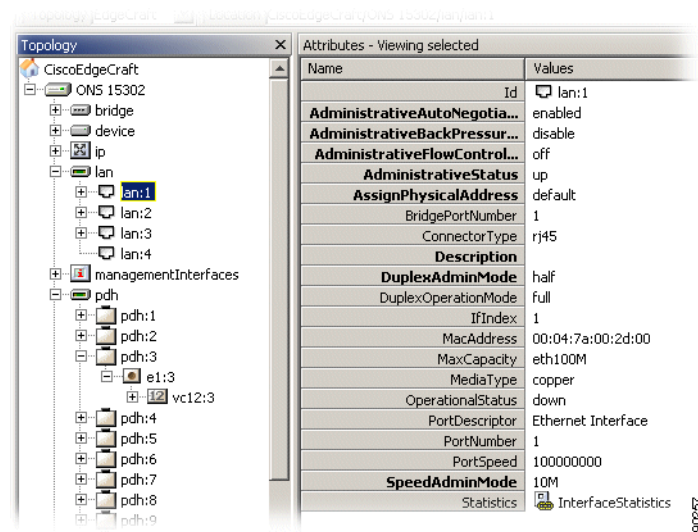 Topology
CiscoEdgeCraft
ONS 15302
bridge
device
ip
lan
lan:1
lan:2
lan:3
lan:4
managementInterfaces
pdh
pdh:1
pdh:2
pdh:3
e1:3
12 vc12:3
pdh:4
pdh:5
pdh:6
pdh:7
pdh:8
pdh:9
Attributes - Viewing selected
Name Values
Id lan:1
AdministrativeAutoNegotia... enabled
AdministrativeBackPressur... disable
AdministrativeFlowControl... off
AdministrativeStatus up
AssignPhysicalAddress default
BridgePortNumber 1
ConnectorType rj45
Description
DuplexAdminMode half
DuplexOperationMode full
IfIndex 1
MacAddress 00:04:7a:00:2d:00
MaxCapacity eth100M
MediaType copper
OperationalStatus down
PortDescriptor Ethernet Interface
PortNumber 1
PortSpeed 100000000
SpeedAdminMode 10M
Statistics InterfaceStatistics